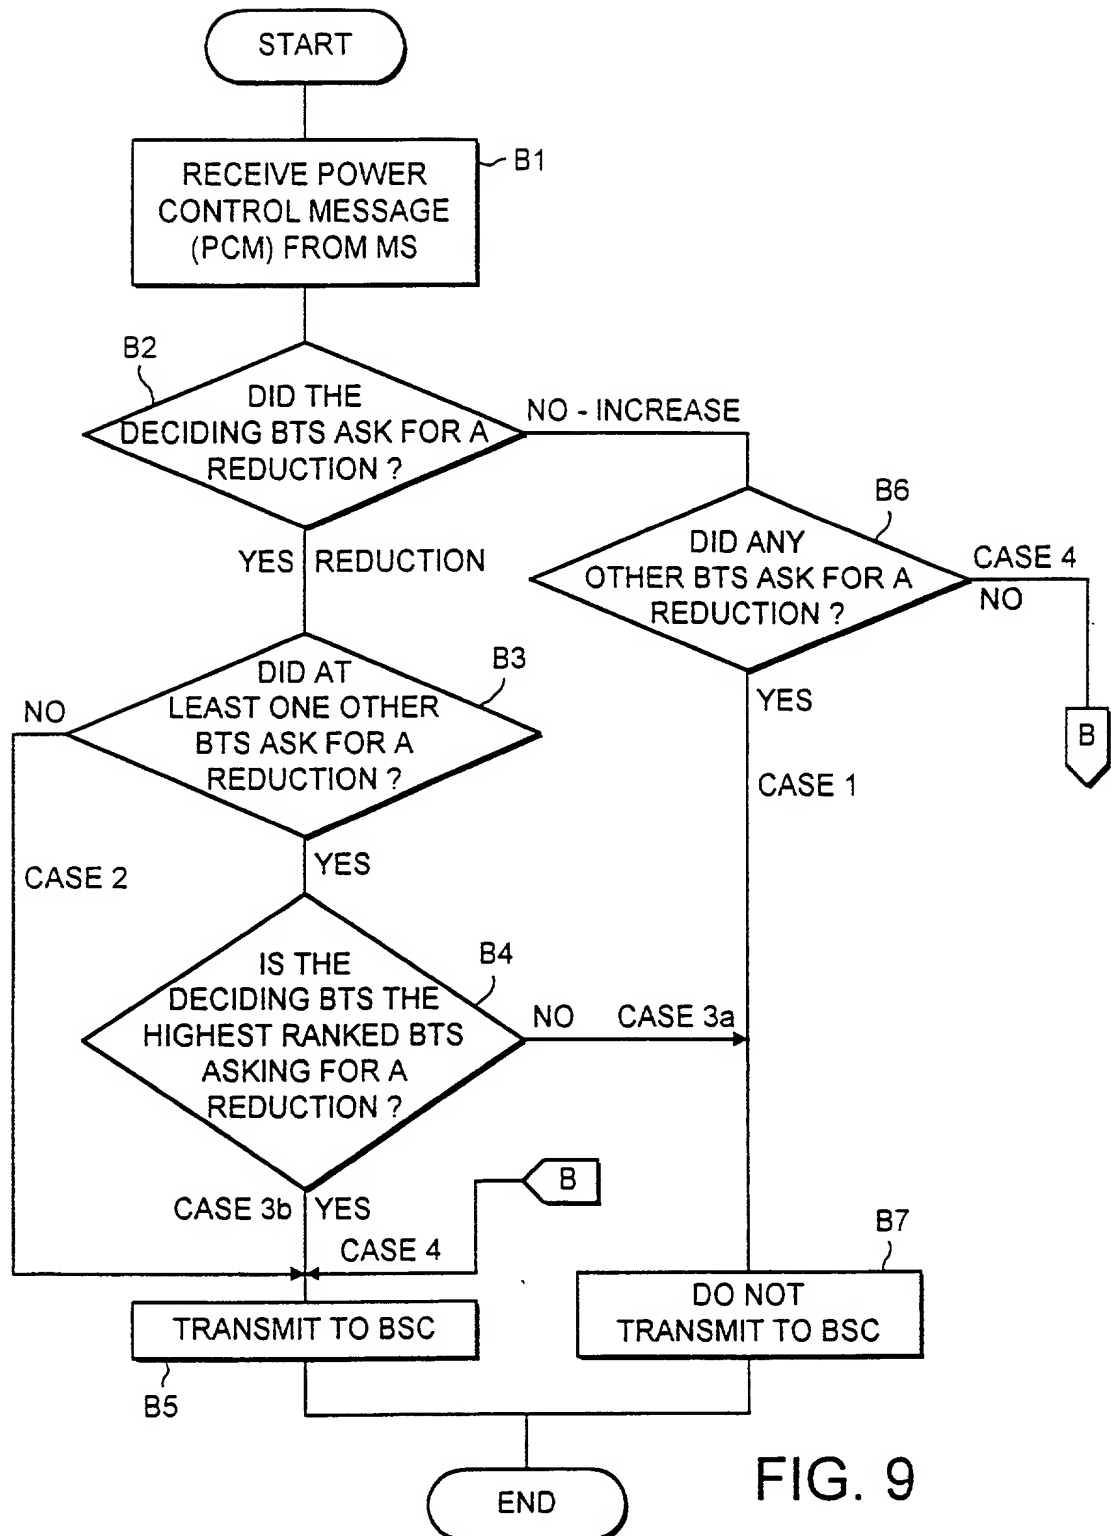 START
RECEIVE POWER
CONTROL MESSAGE
(PCM) FROM MS
B1
B2
DID THE
DECIDING BTS ASK FOR A
REDUCTION ?
NO - INCREASE
YES REDUCTION
B6
DID ANY
OTHER BTS ASK FOR A
REDUCTION ?
CASE 4
NO
B
YES
CASE 1
B3
DID AT
LEAST ONE OTHER
BTS ASK FOR A
REDUCTION ?
NO
CASE 2
YES
B4
IS THE
DECIDING BTS THE
HIGHEST RANKED BTS
ASKING FOR A
REDUCTION ?
NO CASE 3a
B
CASE 3b YES
CASE 4
TRANSMIT TO BSC
B5
B7
DO NOT
TRANSMIT TO BSC
END
FIG. 9